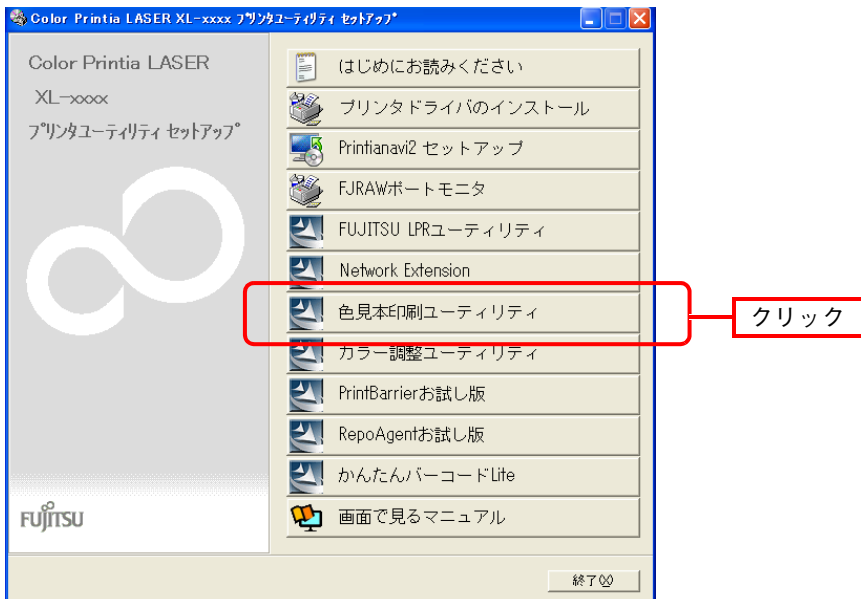 Color Printia LASER XL-xxxx ﾌﾟﾘﾝﾀﾕｰﾃｨﾘﾃｨ ｾｯﾄｱｯﾌﾟ
Color Printia LASER
XL-xxxx
ﾌﾟﾘﾝﾀﾕｰﾃｨﾘﾃｨ ｾｯﾄｱｯﾌﾟ
はじめにお読みください
プリンタドライバのインストール
Printianavi2 セットアップ
FJRAWポートモニタ
FUJITSU LPRユーティリティ
Network Extension
色見本印刷ユーティリティ
クリック
カラー調整ユーティリティ
PrintBarrierお試し版
RepoAgentお試し版
かんたんバーコードLite
画面で見るマニュアル
FUJITSU
終了(X)